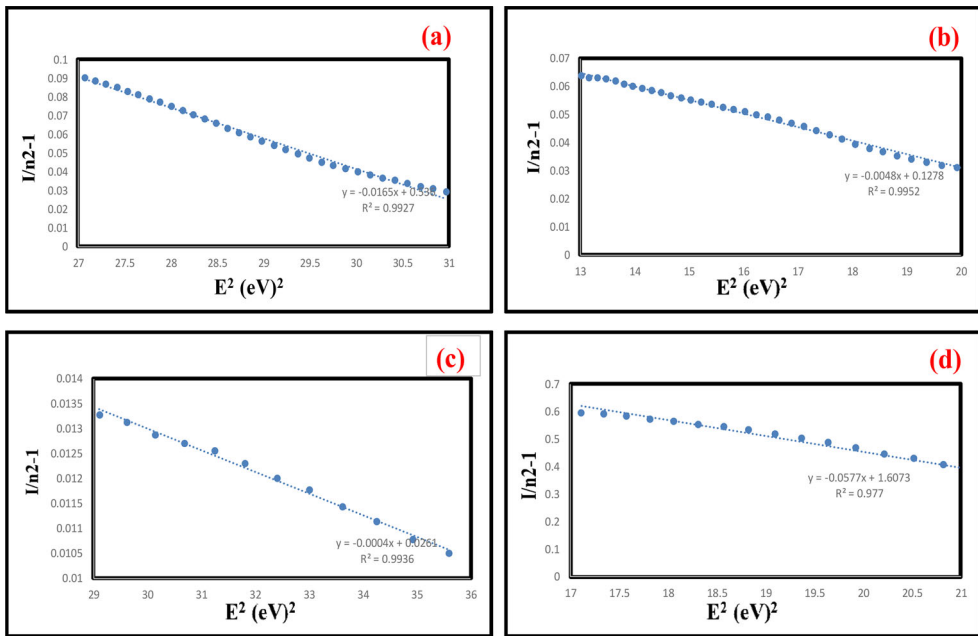 (a)
0.1
0.09
0.08
0.07
0.06
0.05
0.04
0.03
0.02
0.01
0
I/n2-1
y = -0.0165x + 0.536
R² = 0.9927
27 27.5 28 28.5 29 29.5 30 30.5 31
E² (eV)²
(b)
0.07
0.06
0.05
0.04
0.03
0.02
0.01
0
I/n2-1
y = -0.0048x + 0.1278
R² = 0.9952
13 14 15 16 17 18 19 20
E² (eV)²
(c)
0.014
0.0135
0.013
0.0125
0.012
0.0115
0.011
0.0105
0.01
I/n2-1
y = -0.0004x + 0.0261
R² = 0.9936
29 30 31 32 33 34 35 36
E² (eV)²
(d)
0.7
0.6
0.5
0.4
0.3
0.2
0.1
0
I/n2-1
y = -0.0577x + 1.6073
R² = 0.977
17 17.5 18 18.5 19 19.5 20 20.5 21
E² (eV)²